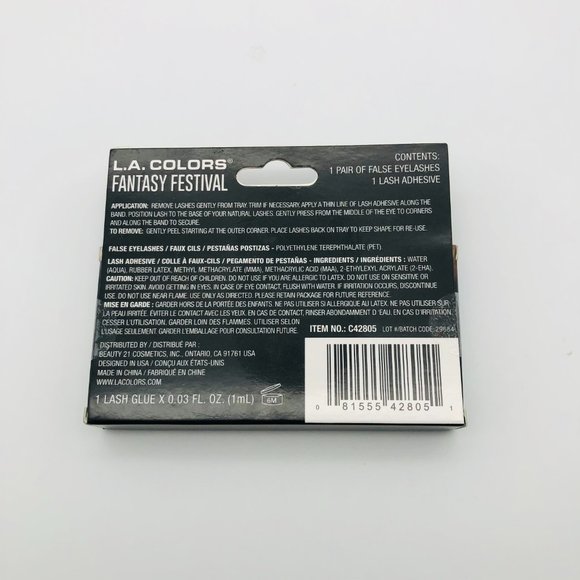 L.A. COLORS®
FANTASY FESTIVAL
CONTENTS:
1 PAIR OF FALSE EYELASHES
1 LASH ADHESIVE
APPLICATION: REMOVE LASHES GENTLY FROM TRAY. TRIM IF NECESSARY. APPLY A THIN LINE OF LASH ADHESIVE ALONG THE
BAND. POSITION LASH TO THE BASE OF YOUR NATURAL LASHES. GENTLY PRESS FROM THE MIDDLE OF THE EYE TO CORNERS
AND ALONG THE BAND TO SECURE.
TO REMOVE: GENTLY PEEL STARTING AT THE OUTER CORNER. PLACE LASHES BACK ON TRAY TO KEEP SHAPE FOR RE-USE.
FALSE EYELASHES / FAUX CILS / PESTAÑAS POSTIZAS - POLYETHYLENE TEREPHTHALATE (PET)
LASH ADHESIVE / COLLE À FAUX-CILS / PEGAMENTO DE PESTAÑAS - INGREDIENTS / INGRÉDIENTS : WATER
(AQUA), RUBBER LATEX, METHYL METHACRYLATE (MMA), METHACRYLIC ACID (MAA), 2-ETHYLEXYL ACRYLATE (2-EHA).
CAUTION: KEEP OUT OF REACH OF CHILDREN. DO NOT USE IF YOU ARE ALLERGIC TO LATEX. DO NOT USE ON SENSITIVE OR
IRRITATED SKIN. AVOID GETTING IN EYES. IN CASE OF EYE CONTACT, FLUSH WITH WATER. IF IRRITATION OCCURS, DISCONTINUE
USE. DO NOT USE NEAR FLAME. USE ONLY AS DIRECTED. PLEASE RETAIN PACKAGE FOR FUTURE REFERENCE.
MISE EN GARDE : GARDER HORS DE LA PORTÉE DES ENFANTS. NE PAS UTILISER SI VOUS ÊTES ALLERGIQUE AU LATEX. NE PAS UTILISER SUR
LA PEAU IRRITÉE. ÉVITER LE CONTACT AVEC LES YEUX. EN CAS DE CONTACT, RINSER ABONDAMMENT D'EAU. EN CAS D'IRRITATION,
CESSER L'UTILISATION. GARDER LOIN DES FLAMMES. UTILISER SELON
L'USAGE SEULEMENT. GARDER L'EMBALLAGE POUR CONSULTATION FUTURE.
ITEM NO.: C42805 LOT #/BATCH CODE:
DISTRIBUTED BY / DISTRIBUÉ PAR :
BEAUTY 21 COSMETICS, INC., ONTARIO, CA 91761 USA
DESIGNED IN USA / CONÇU AUX ÉTATS-UNIS
MADE IN CHINA / FABRIQUÉ EN CHINE
WWW.LACOLORS.COM
1 LASH GLUE X 0.03 FL. OZ. (1mL)
6M
0 81555 42805 1